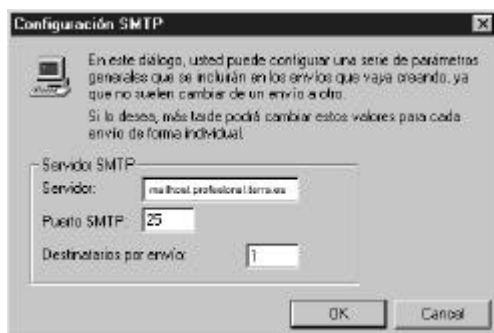 Configuración SMTP
En este diálogo, usted puede configurar una serie de parámetros
generales que se incluirán en los envíos que vaya creando, ya
que no suelen cambiar de un envío a otro.
Si lo desea, más tarde podrá cambiar estos valores para cada
envío de forma individual.
Servidor SMTP
Servidor: mailhost.profesional.terra.es
Puerto SMTP: 25
Destinatarios por envío: 1
OK Cancel